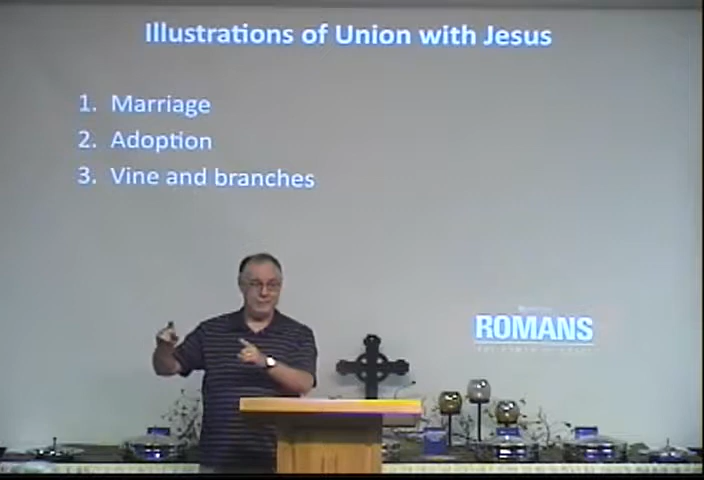 Illustrations of Union with Jesus
1. Marriage
2. Adoption
3. Vine and branches
ROMANS